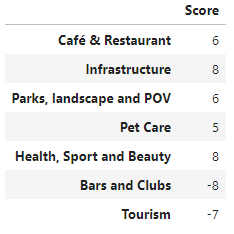 Score
Café & Restaurant 6
Infrastructure 8
Parks, landscape and POV 6
Pet Care 5
Health, Sport and Beauty 8
Bars and Clubs -8
Tourism -7